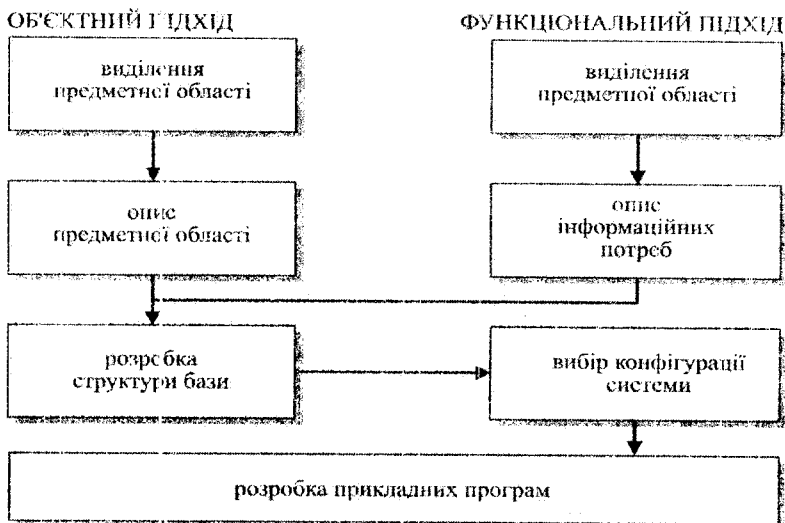 ОБ'ЄКТНИЙ ПІДХІД
ФУНКЦІОНАЛЬНИЙ ПІДХІД
виділення
предметної області
виділення
предметної області
опис
предметної області
опис
інформаційних
потреб
розробка
структури бази
вибір конфігурації
системи
розробка прикладних програм